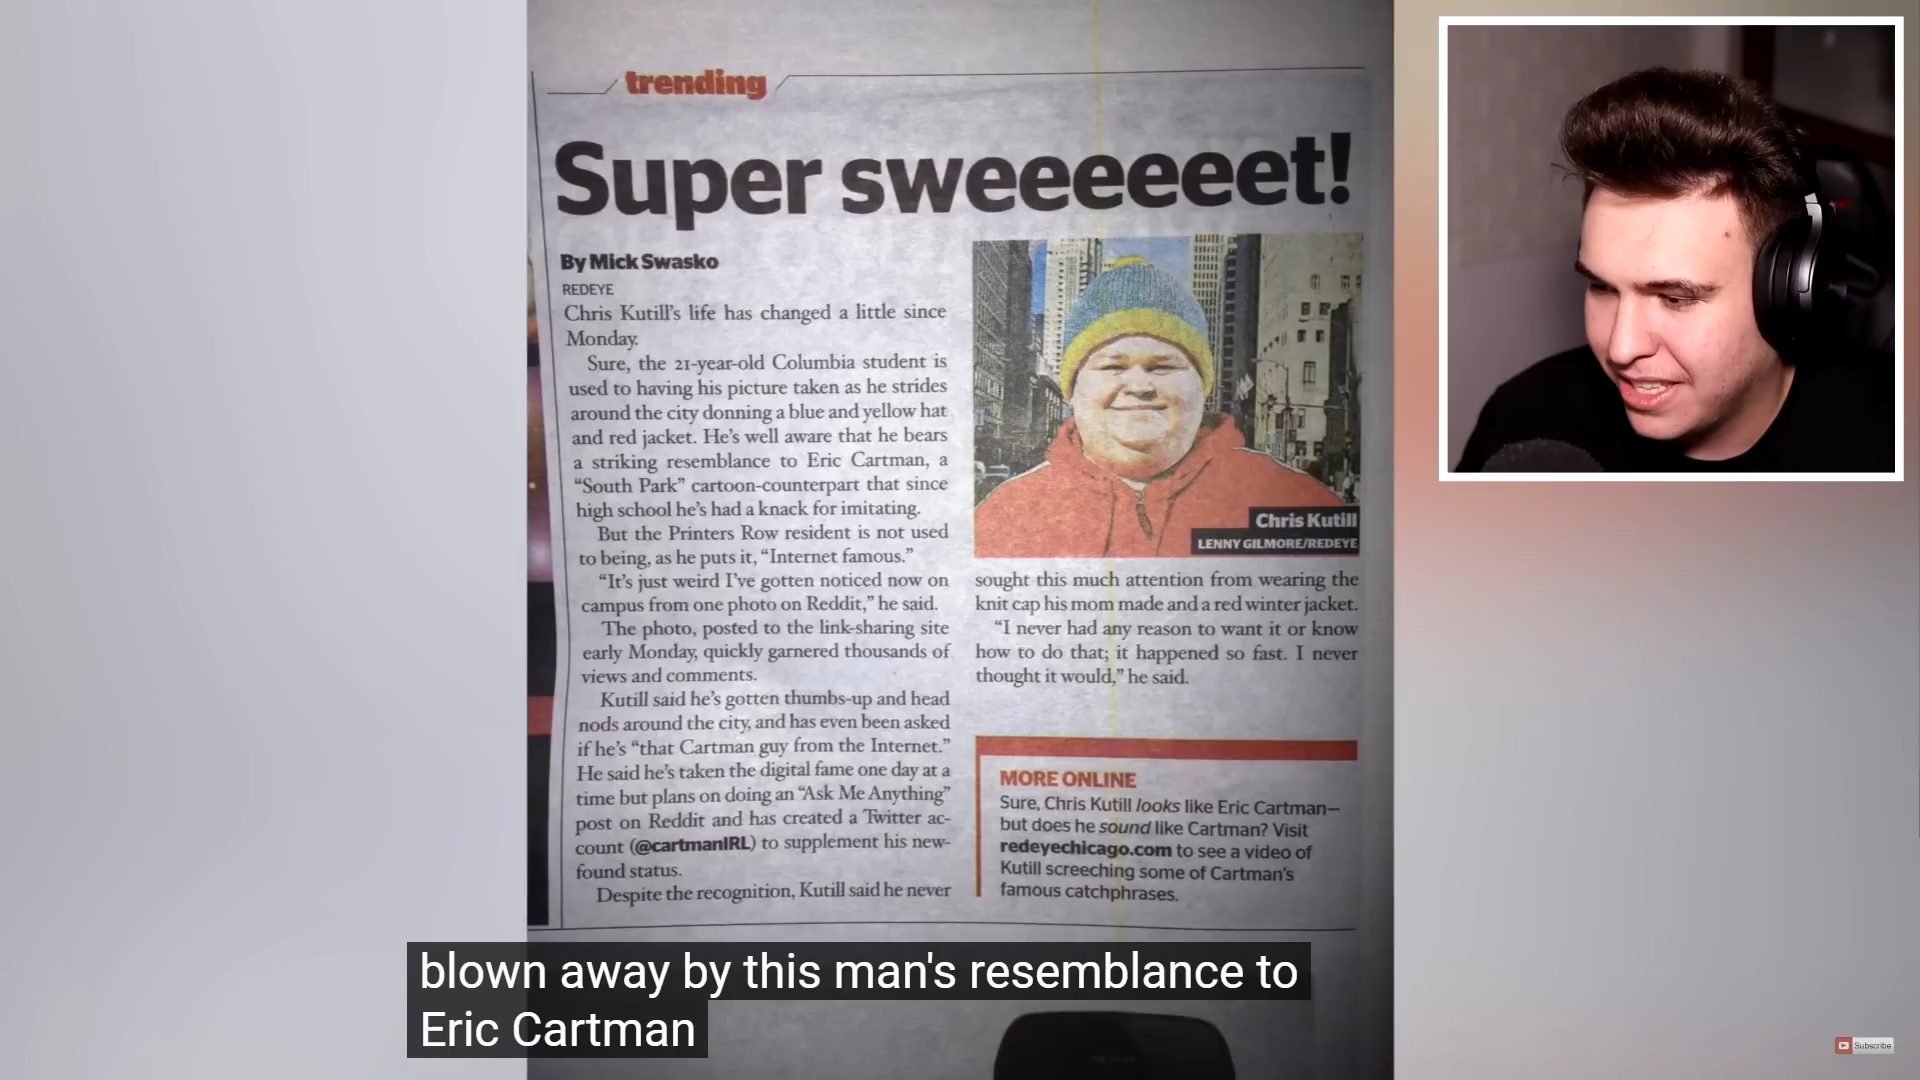 trending
Super sweeeeeeet!
By Mick Swasko
REDEYE
Chris Kutill's life has changed a little since
Monday.
Sure, the 21-year-old Columbia student is
used to having his picture taken as he strides
around the city donning a blue and yellow hat
and red jacket. He's well aware that he bears
a striking resemblance to Eric Cartman, a
“South Park” cartoon-counterpart that since
high school he's had a knack for imitating.
But the Printers Row resident is not used
to being, as he puts it, “Internet famous.”
“It's just weird I've gotten noticed now on
campus from one photo on Reddit,” he said.
The photo, posted to the link-sharing site
early Monday, quickly garnered thousands of
views and comments.
Kutill said he's gotten thumbs-up and head
nods around the city, and has even been asked
if he's “that Cartman guy from the Internet.”
He said he's taken the digital fame one day at a
time but plans on doing an “Ask Me Anything”
post on Reddit and has created a Twitter ac-
count (@cartmanIRL) to supplement his new-
found status.
Despite the recognition, Kutill said he never
Chris Kutill
LENNY GILMORE/REDEYE
sought this much attention from wearing the
knit cap his mom made and a red winter jacket.
“I never had any reason to want it or know
how to do that; it happened so fast. I never
thought it would,” he said.
MORE ONLINE
Sure, Chris Kutill looks like Eric Cartman—
but does he sound like Cartman? Visit
redeyechicago.com to see a video of
Kutill screeching some of Cartman's
famous catchphrases.
blown away by this man's resemblance to
Eric Cartman
Subscribe